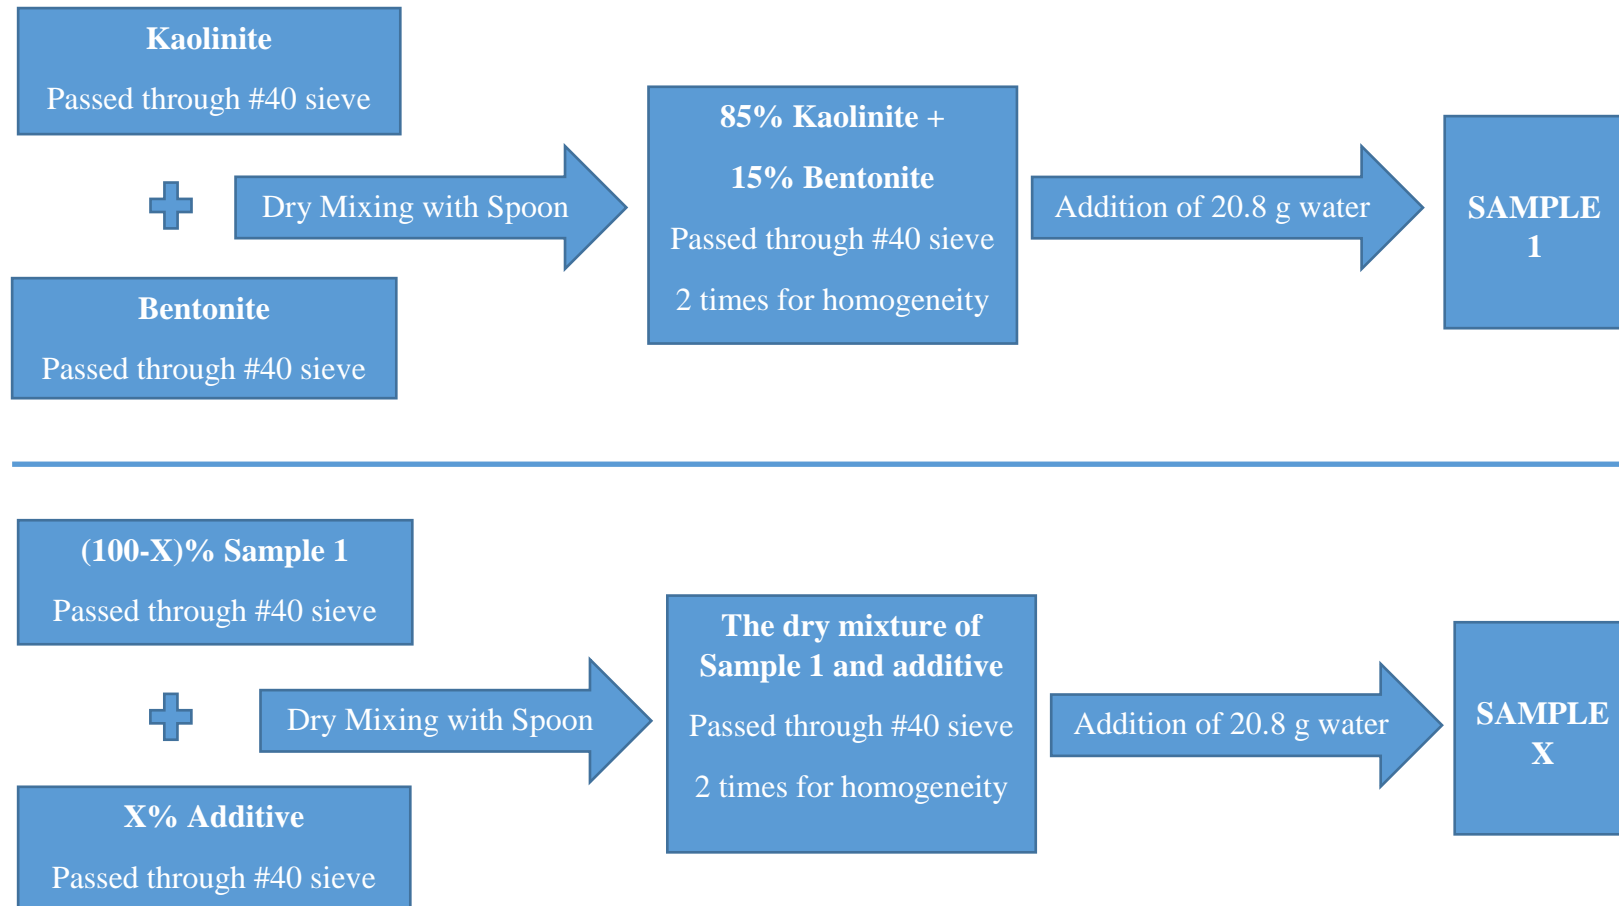 Kaolinite
Passed through #40 sieve
Dry Mixing with Spoon
Bentonite
Passed through #40 sieve
85% Kaolinite +
15% Bentonite
Passed through #40 sieve
2 times for homogeneity
Addition of 20.8 g water
SAMPLE
1
(100-X)% Sample 1
Passed through #40 sieve
Dry Mixing with Spoon
X% Additive
Passed through #40 sieve
The dry mixture of
Sample 1 and additive
Passed through #40 sieve
2 times for homogeneity
Addition of 20.8 g water
SAMPLE
X